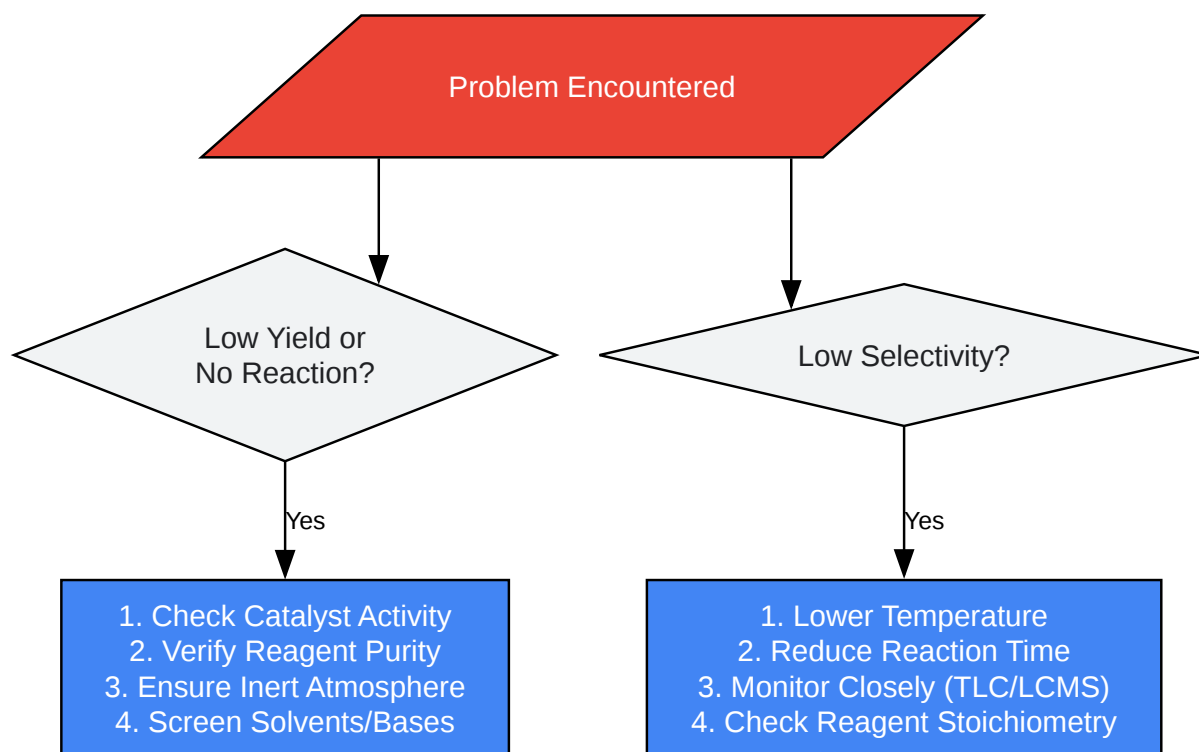 Problem Encountered
Low Yield or
No Reaction?
Low Selectivity?
Yes
Yes
1. Check Catalyst Activity
2. Verify Reagent Purity
3. Ensure Inert Atmosphere
4. Screen Solvents/Bases
1. Lower Temperature
2. Reduce Reaction Time
3. Monitor Closely (TLC/LCMS)
4. Check Reagent Stoichiometry